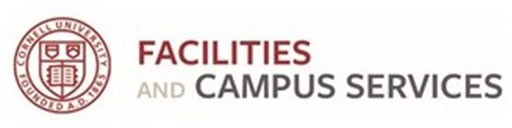 CORNELL UNIVERSITY
FOUNDED A.D. 1865
FACILITIES
AND CAMPUS SERVICES